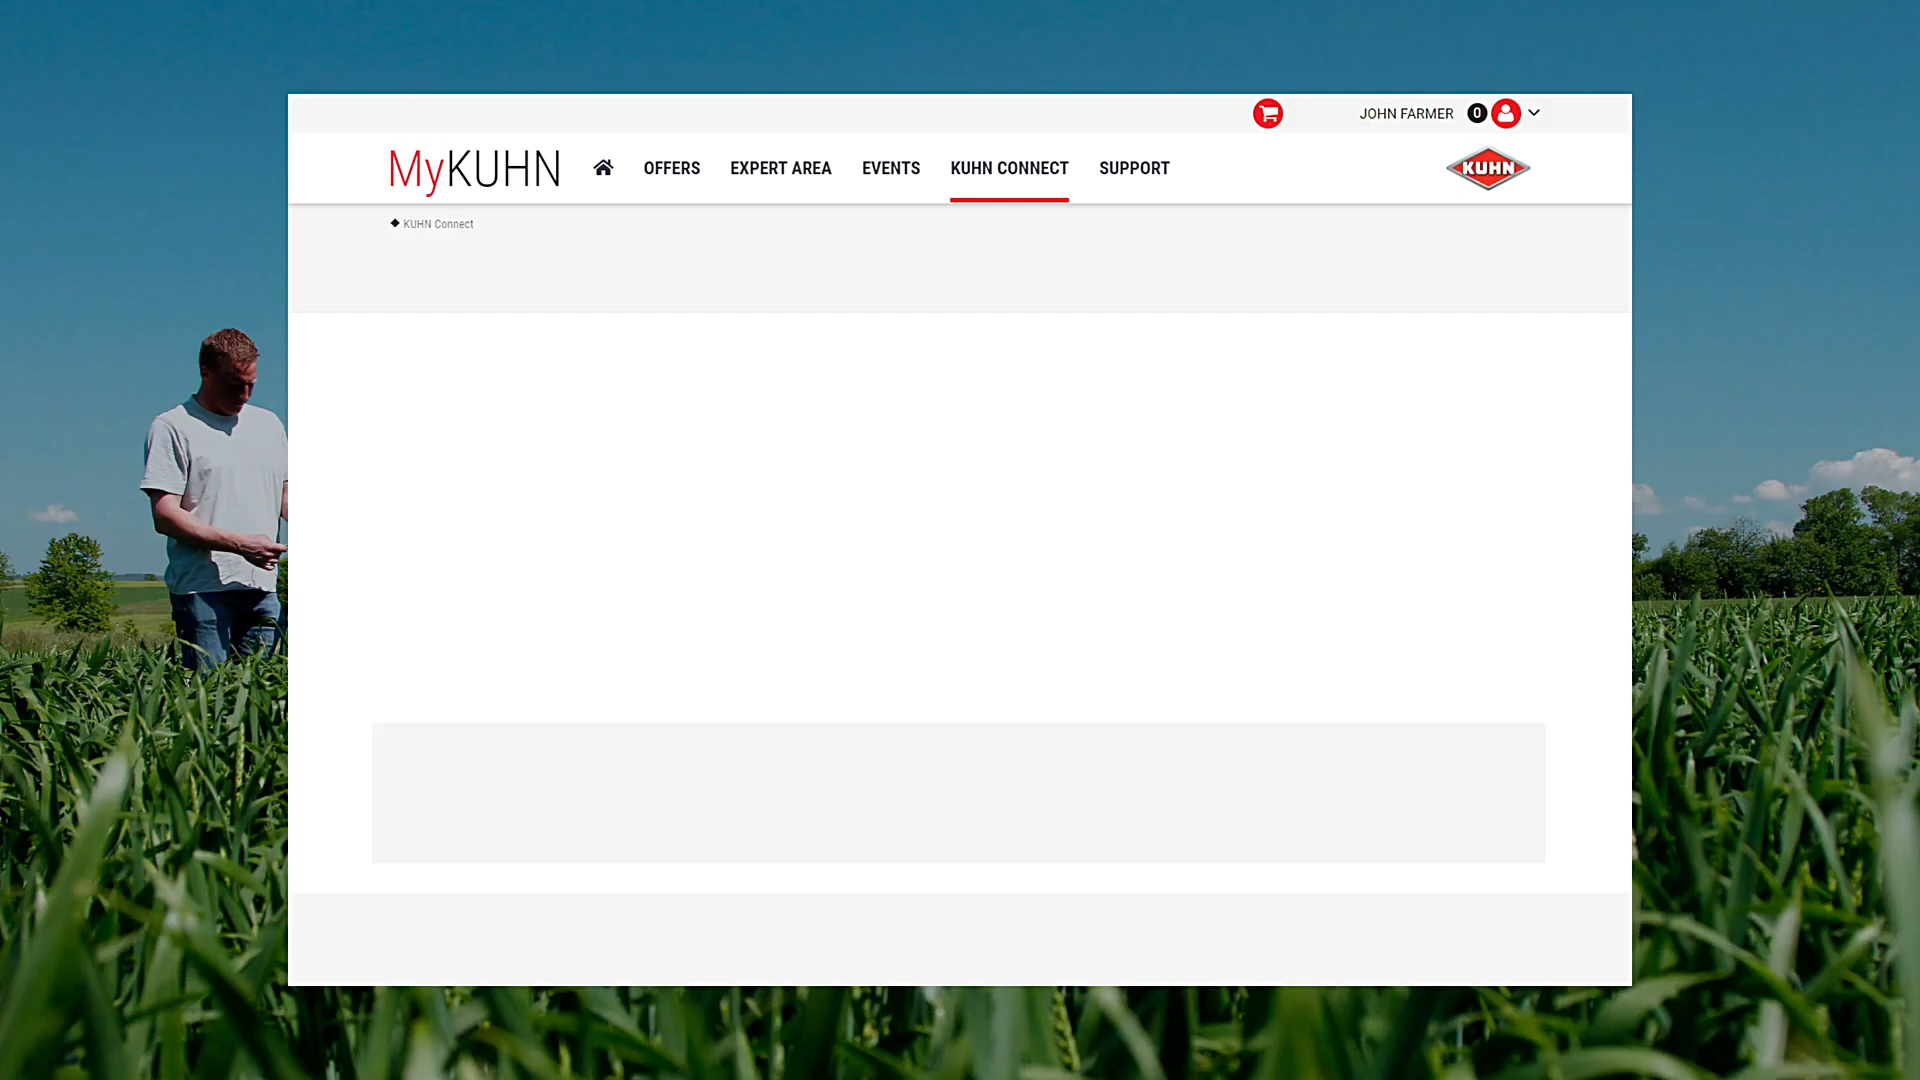 JOHN FARMER 0
MyKUHN OFFERS EXPERT AREA EVENTS KUHN CONNECT SUPPORT KUHN
KUHN Connect